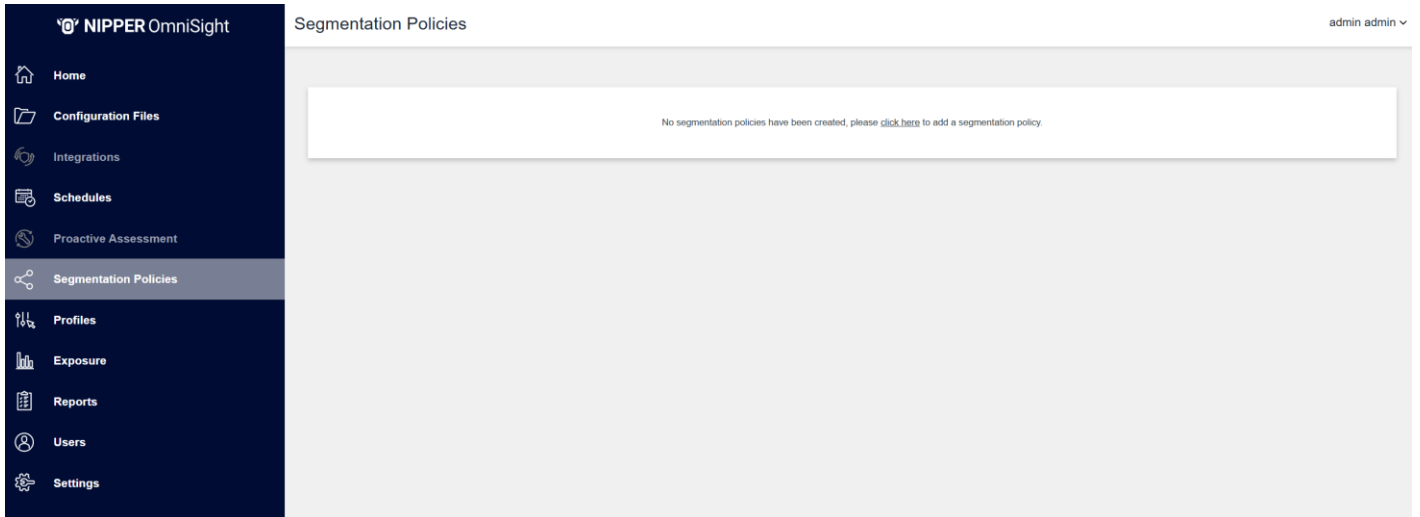 NIPPER OmniSight
Segmentation Policies
admin admin
Home
Configuration Files
Integrations
Schedules
Proactive Assessment
Segmentation Policies
Profiles
Exposure
Reports
Users
Settings
No segmentation policies have been created, please click here to add a segmentation policy.